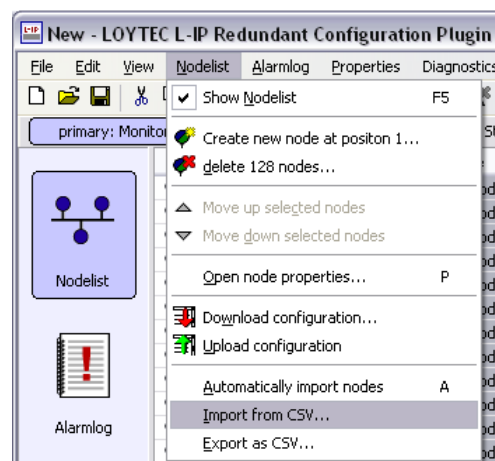 L-IP New - LOYTEC L-IP Redundant Configuration Plugin
File Edit View Nodelist Alarmlog Properties Diagnostics
Show Nodelist F5
primary: Monitor
Create new node at positon 1...
delete 128 nodes...
Move up selected nodes
Move down selected nodes
Nodelist
Open node properties... P
Download configuration...
Upload configuration
Automatically import nodes A
Import from CSV...
Alarmlog
Export as CSV...